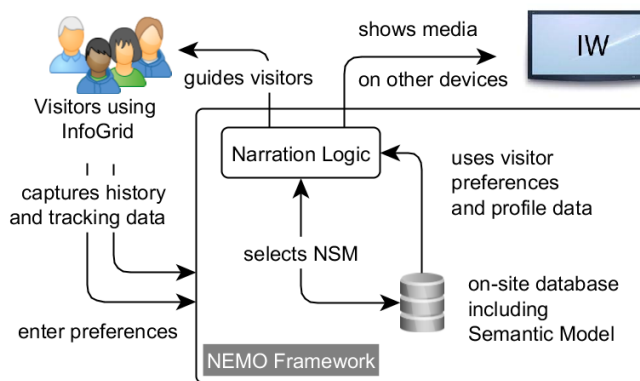 shows media
IW
on other devices
guides visitors
Visitors using
InfoGrid
Narration Logic
uses visitor
preferences
and profile data
captures history
and tracking data
selects NSM
on-site database
including
Semantic Model
enter preferences
NEMO Framework